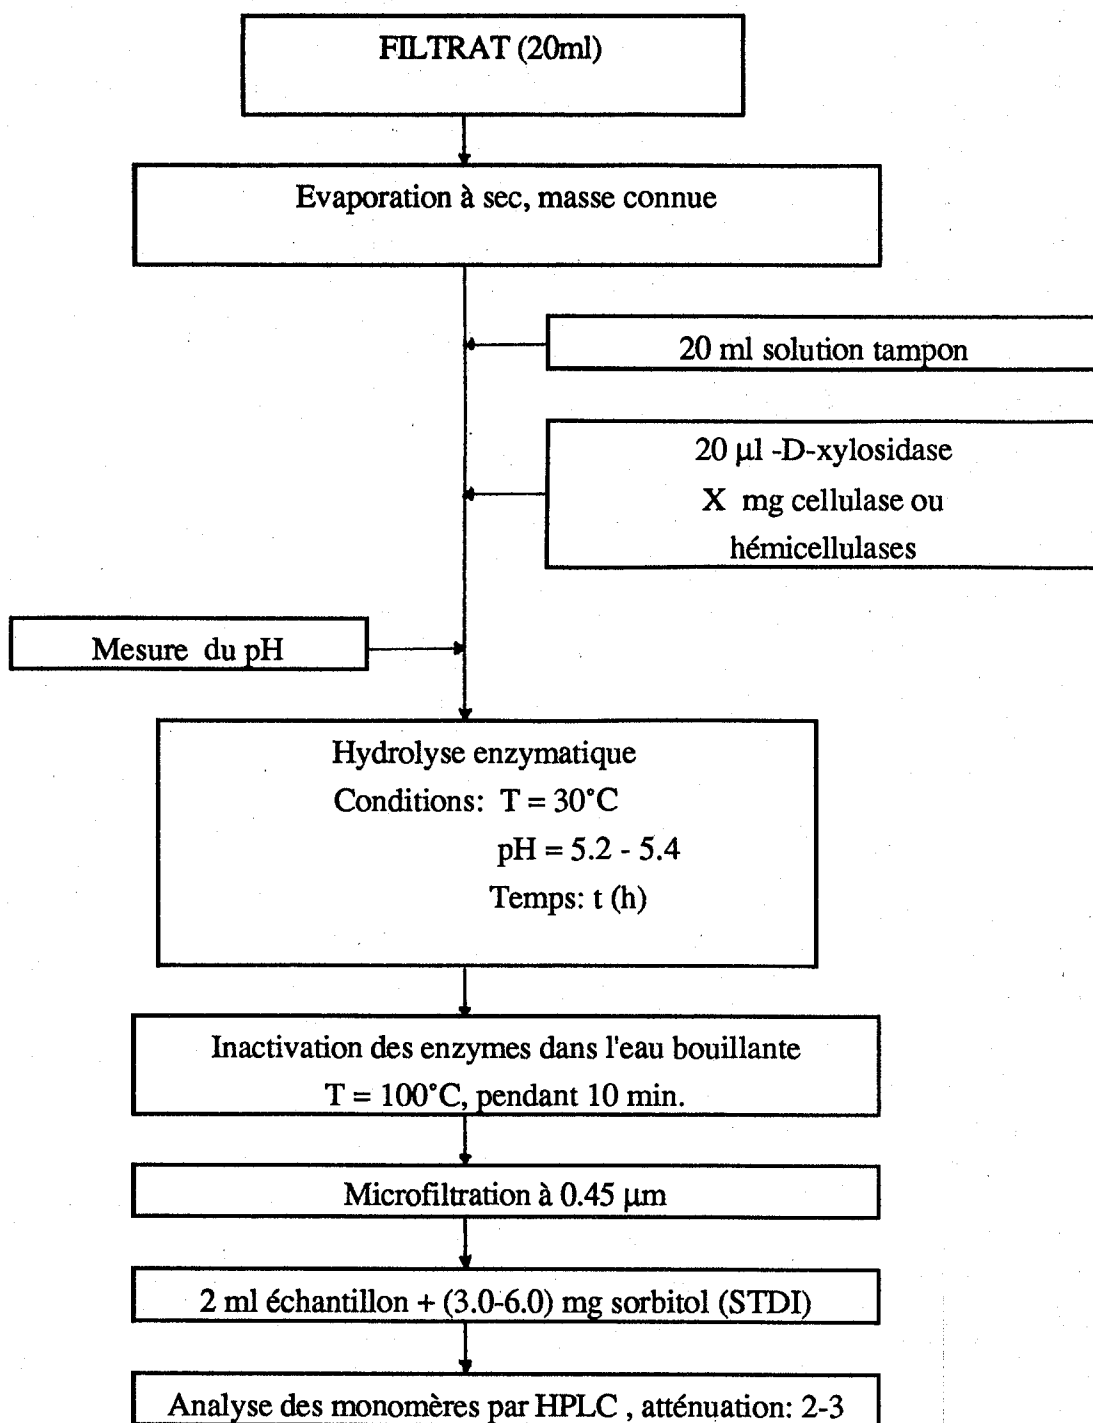 FILTRAT (20ml)
Evaporation à sec, masse connue
20 ml solution tampon
20 µl -D-xylosidase
X mg cellulase ou
hémicellulases
Mesure du pH
Hydrolyse enzymatique
Conditions: T = 30°C
pH = 5.2 - 5.4
Temps: t (h)
Inactivation des enzymes dans l'eau bouillante
T = 100°C, pendant 10 min.
Microfiltration à 0.45 µm
2 ml échantillon + (3.0-6.0) mg sorbitol (STDI)
Analyse des monomères par HPLC , atténuation: 2-3